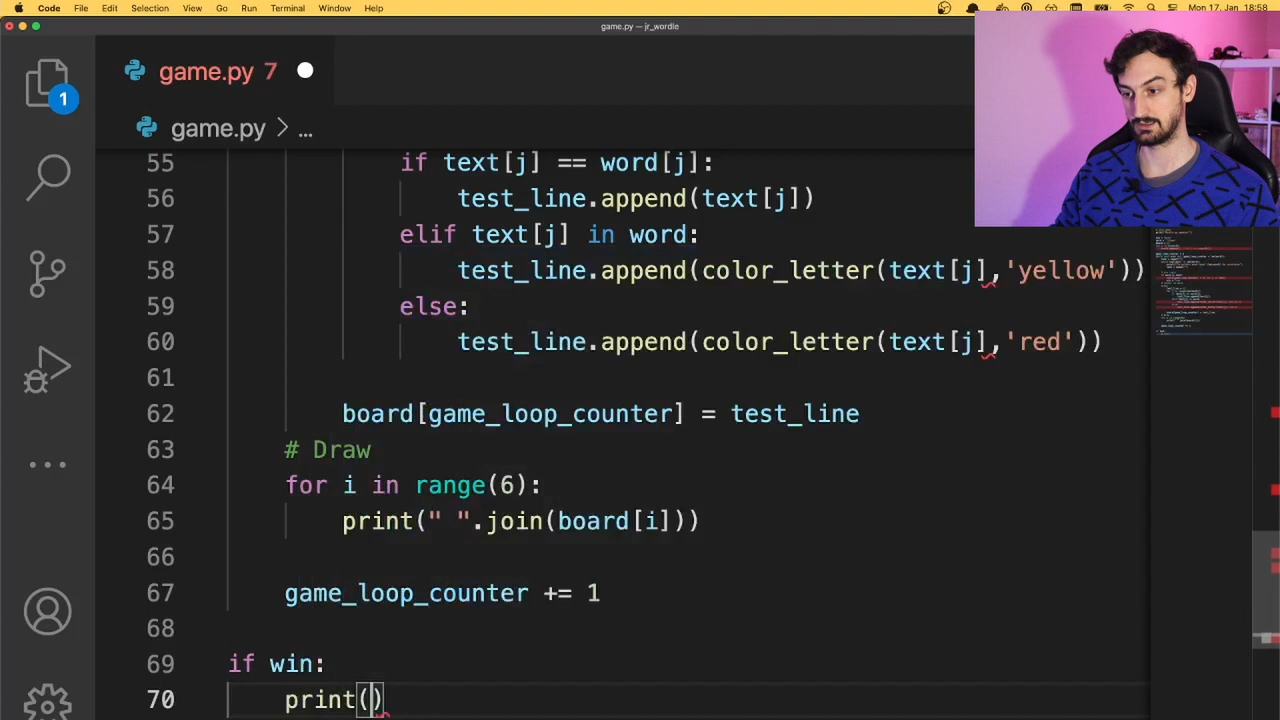 Code File Edit Selection View Go Run Terminal Window Help Mon 17. Jan 18:58
game.py — jr_wordle
game.py 7
1
game.py > ...
55 if text[j] == word[j]:
56 test_line.append(text[j])
57 elif text[j] in word:
58 test_line.append(color_letter(text[j],'yellow'))
59 else:
60 test_line.append(color_letter(text[j],'red'))
61
62 board[game_loop_counter] = test_line
63 # Draw
64 for i in range(6):
65 print(" ".join(board[i]))
66
67 game_loop_counter += 1
68
69 if win:
70 print()